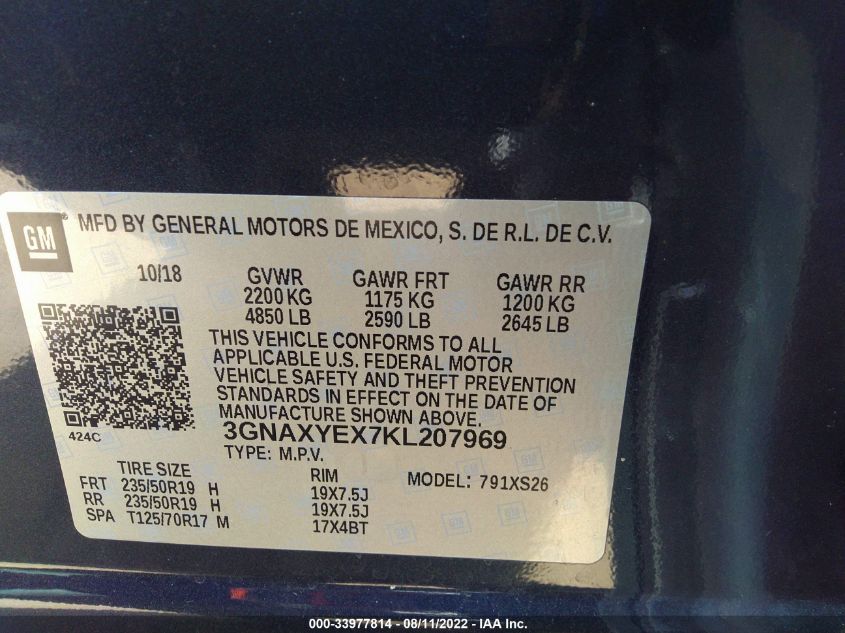 GM
MFD BY GENERAL MOTORS DE MEXICO, S. DE R.L. DE C.V.
10/18
GVWR GAWR FRT GAWR RR
2200 KG 1175 KG 1200 KG
4850 LB 2590 LB 2645 LB
THIS VEHICLE CONFORMS TO ALL
APPLICABLE U.S. FEDERAL MOTOR
VEHICLE SAFETY AND THEFT PREVENTION
STANDARDS IN EFFECT ON THE DATE OF
MANUFACTURE SHOWN ABOVE.
424C
3GNAXYEX7KL207969
TYPE: M.P.V.
TIRE SIZE RIM MODEL: 791XS26
FRT 235/50R19 H 19X7.5J
RR 235/50R19 H 19X7.5J
SPA T125/70R17 M 17X4BT
000-33977814 - 08/11/2022 - IAA Inc.